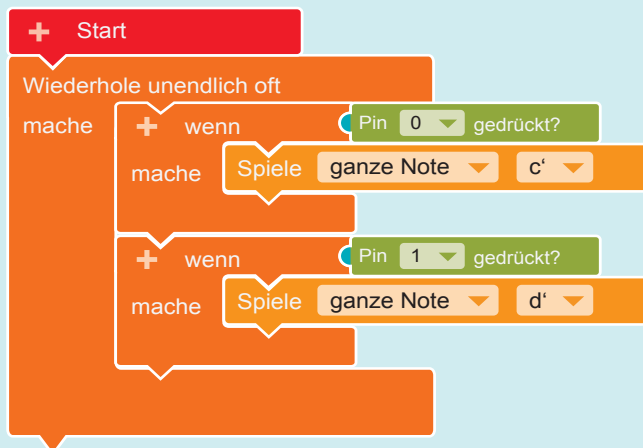 + Start
Wiederhole unendlich oft
mache + wenn Pin 0 gedrückt?
mache Spiele ganze Note c‘
+ wenn Pin 1 gedrückt?
mache Spiele ganze Note d‘